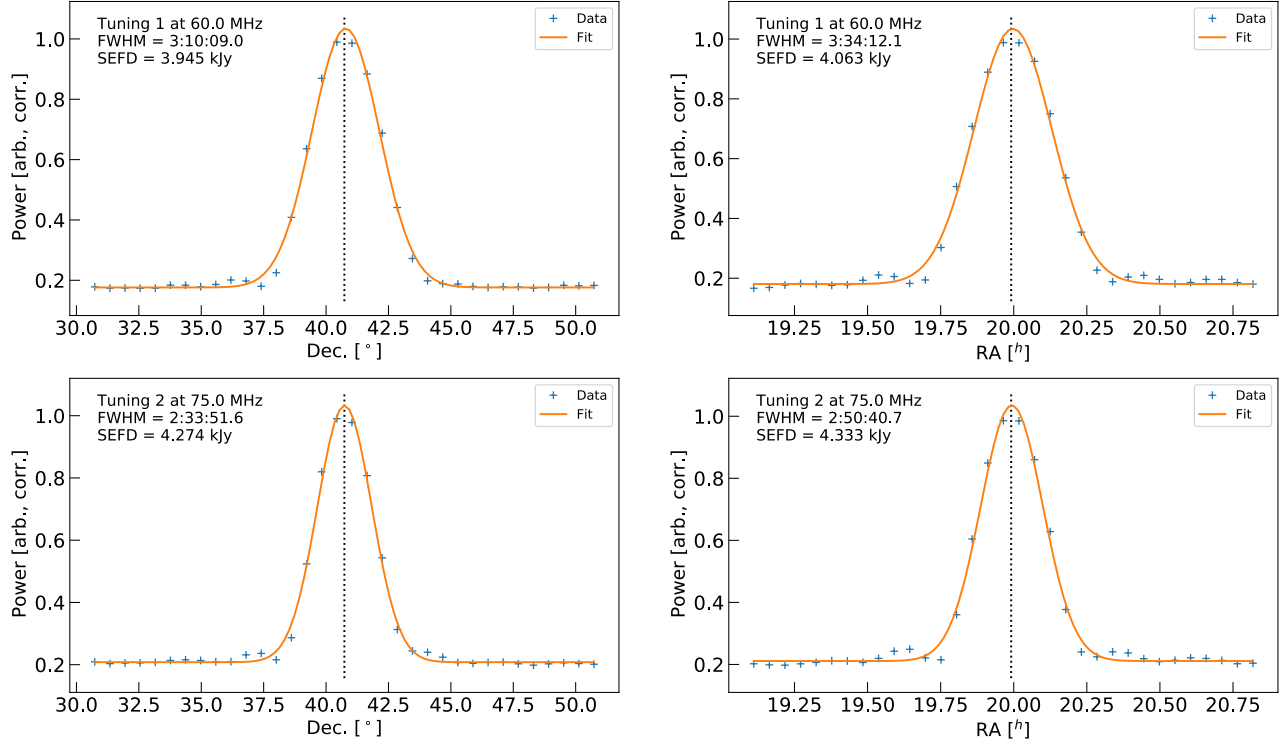 Tuning 1 at 60.0 MHz
FWHM = 3:10:09.0
SEFD = 3.945 kJy
Data
Fit
Power [arb., corr.]
1.0
0.8
0.6
0.4
0.2
30.0 32.5 35.0 37.5 40.0 42.5 45.0 47.5 50.0
Dec. [°]
Tuning 1 at 60.0 MHz
FWHM = 3:34:12.1
SEFD = 4.063 kJy
Data
Fit
Power [arb., corr.]
1.0
0.8
0.6
0.4
0.2
19.25 19.50 19.75 20.00 20.25 20.50 20.75
RA [h]
Tuning 2 at 75.0 MHz
FWHM = 2:33:51.6
SEFD = 4.274 kJy
Data
Fit
Power [arb., corr.]
1.0
0.8
0.6
0.4
0.2
30.0 32.5 35.0 37.5 40.0 42.5 45.0 47.5 50.0
Dec. [°]
Tuning 2 at 75.0 MHz
FWHM = 2:50:40.7
SEFD = 4.333 kJy
Data
Fit
Power [arb., corr.]
1.0
0.8
0.6
0.4
0.2
19.25 19.50 19.75 20.00 20.25 20.50 20.75
RA [h]